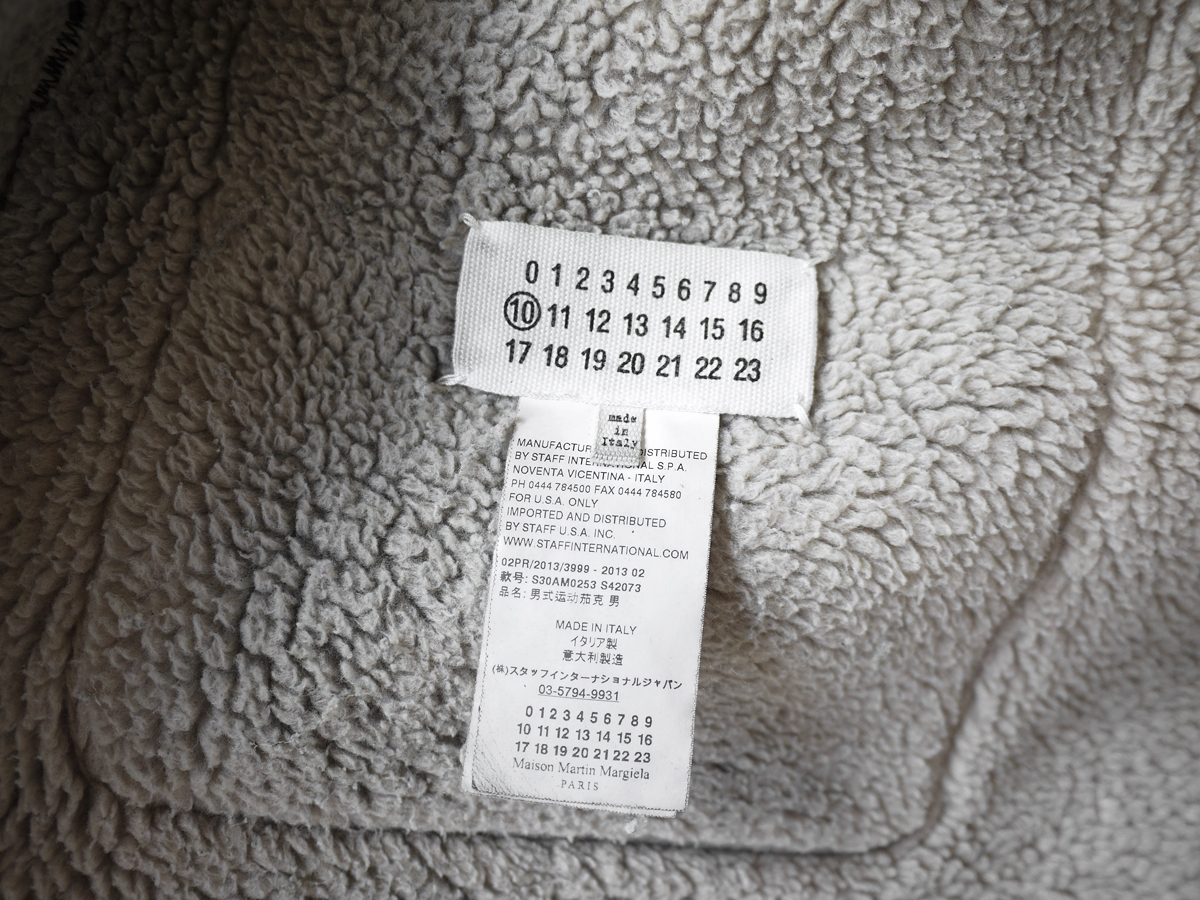 0 1 2 3 4 5 6 7 8 9
10 11 12 13 14 15 16
17 18 19 20 21 22 23
made
in
Italy
MANUFACTUR DISTRIBUTED
BY STAFF INTERNATIONAL S.P.A.
NOVENTA VICENTINA - ITALY
PH 0444 784500 FAX 0444 784580
FOR U.S.A. ONLY
IMPORTED AND DISTRIBUTED
BY STAFF U.S.A. INC.
WWW.STAFFINTERNATIONAL.COM
02PR/2013/3999 - 2013 02
款号: S30AM0253 S42073
品名: 男式运动茄克 男
MADE IN ITALY
イタリア製
意大利製造
(株)スタッフインターナショナルジャパン
03-5794-9931
0 1 2 3 4 5 6 7 8 9
10 11 12 13 14 15 16
17 18 19 20 21 22 23
Maison Martin Margiela
PARIS